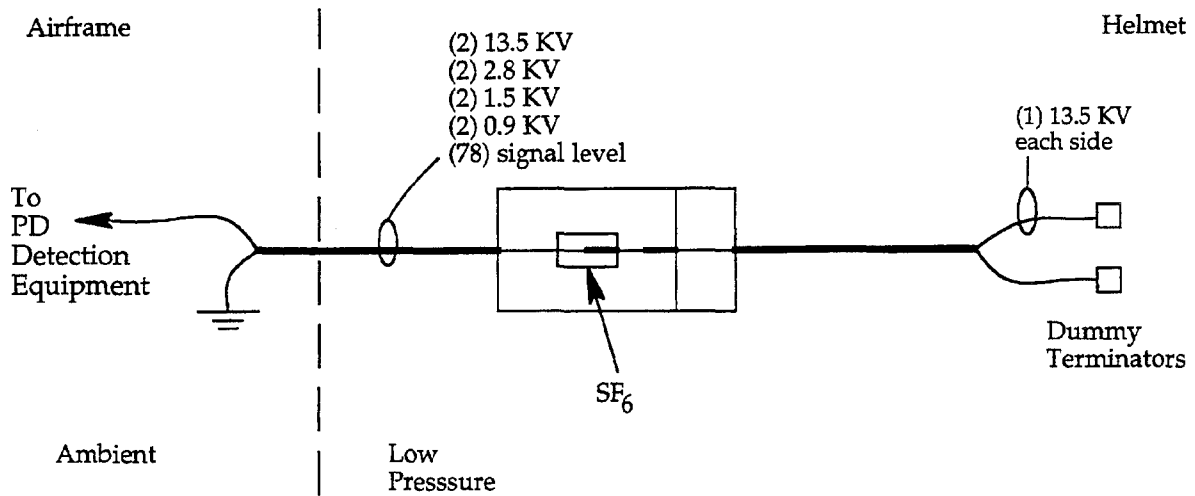 Airframe
Helmet
(2) 13.5 KV
(2) 2.8 KV
(2) 1.5 KV
(2) 0.9 KV
(78) signal level
(1) 13.5 KV
each side
To
PD
Detection
Equipment
SF6
Dummy
Terminators
Ambient
Low
Presssure